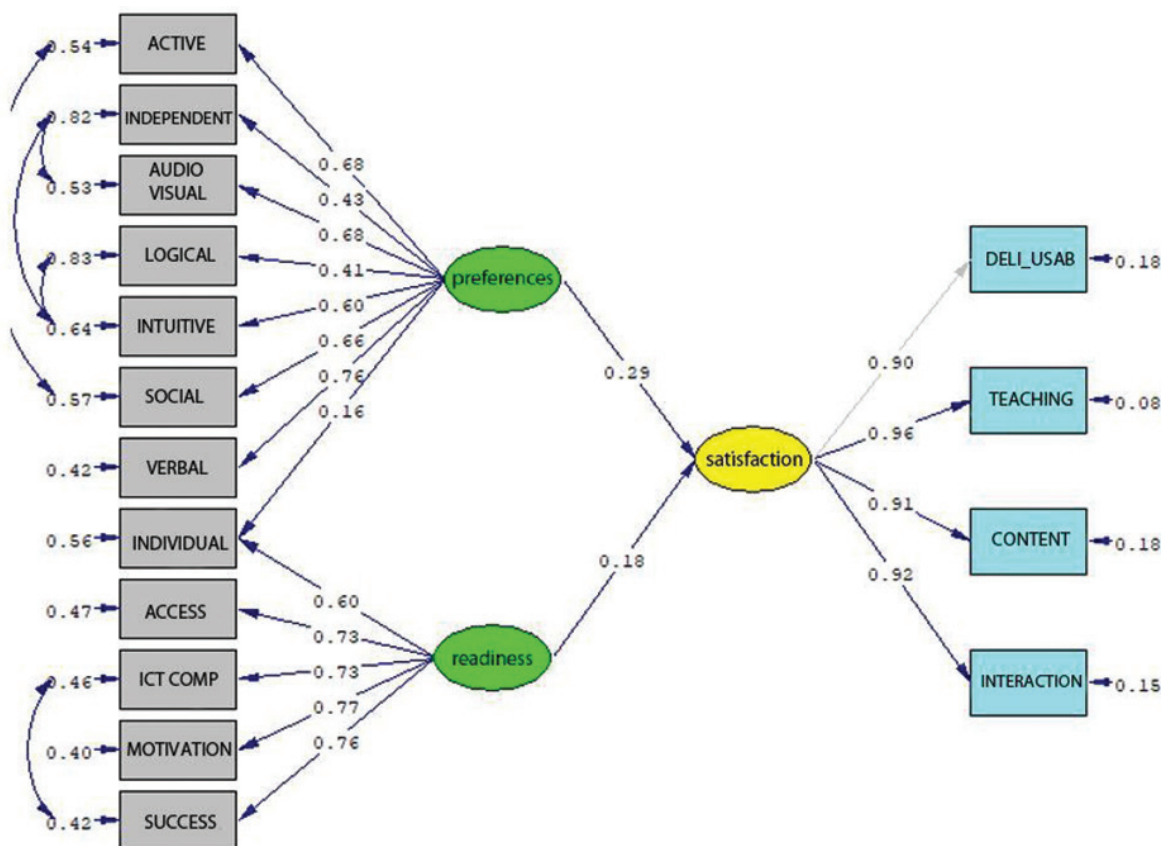 0.54
ACTIVE
0.82
INDEPENDENT
0.53
AUDIO
VISUAL
0.83
LOGICAL
0.64
INTUITIVE
0.57
SOCIAL
0.42
VERBAL
0.56
INDIVIDUAL
0.47
ACCESS
0.46
ICT COMP
0.40
MOTIVATION
0.42
SUCCESS
0.68
0.43
0.68
0.41
0.60
0.66
0.76
0.16
preferences
0.60
0.73
0.73
0.77
0.76
readiness
0.29
0.18
satisfaction
0.90
0.96
0.91
0.92
DELI_USAB
0.18
TEACHING
0.08
CONTENT
0.18
INTERACTION
0.15